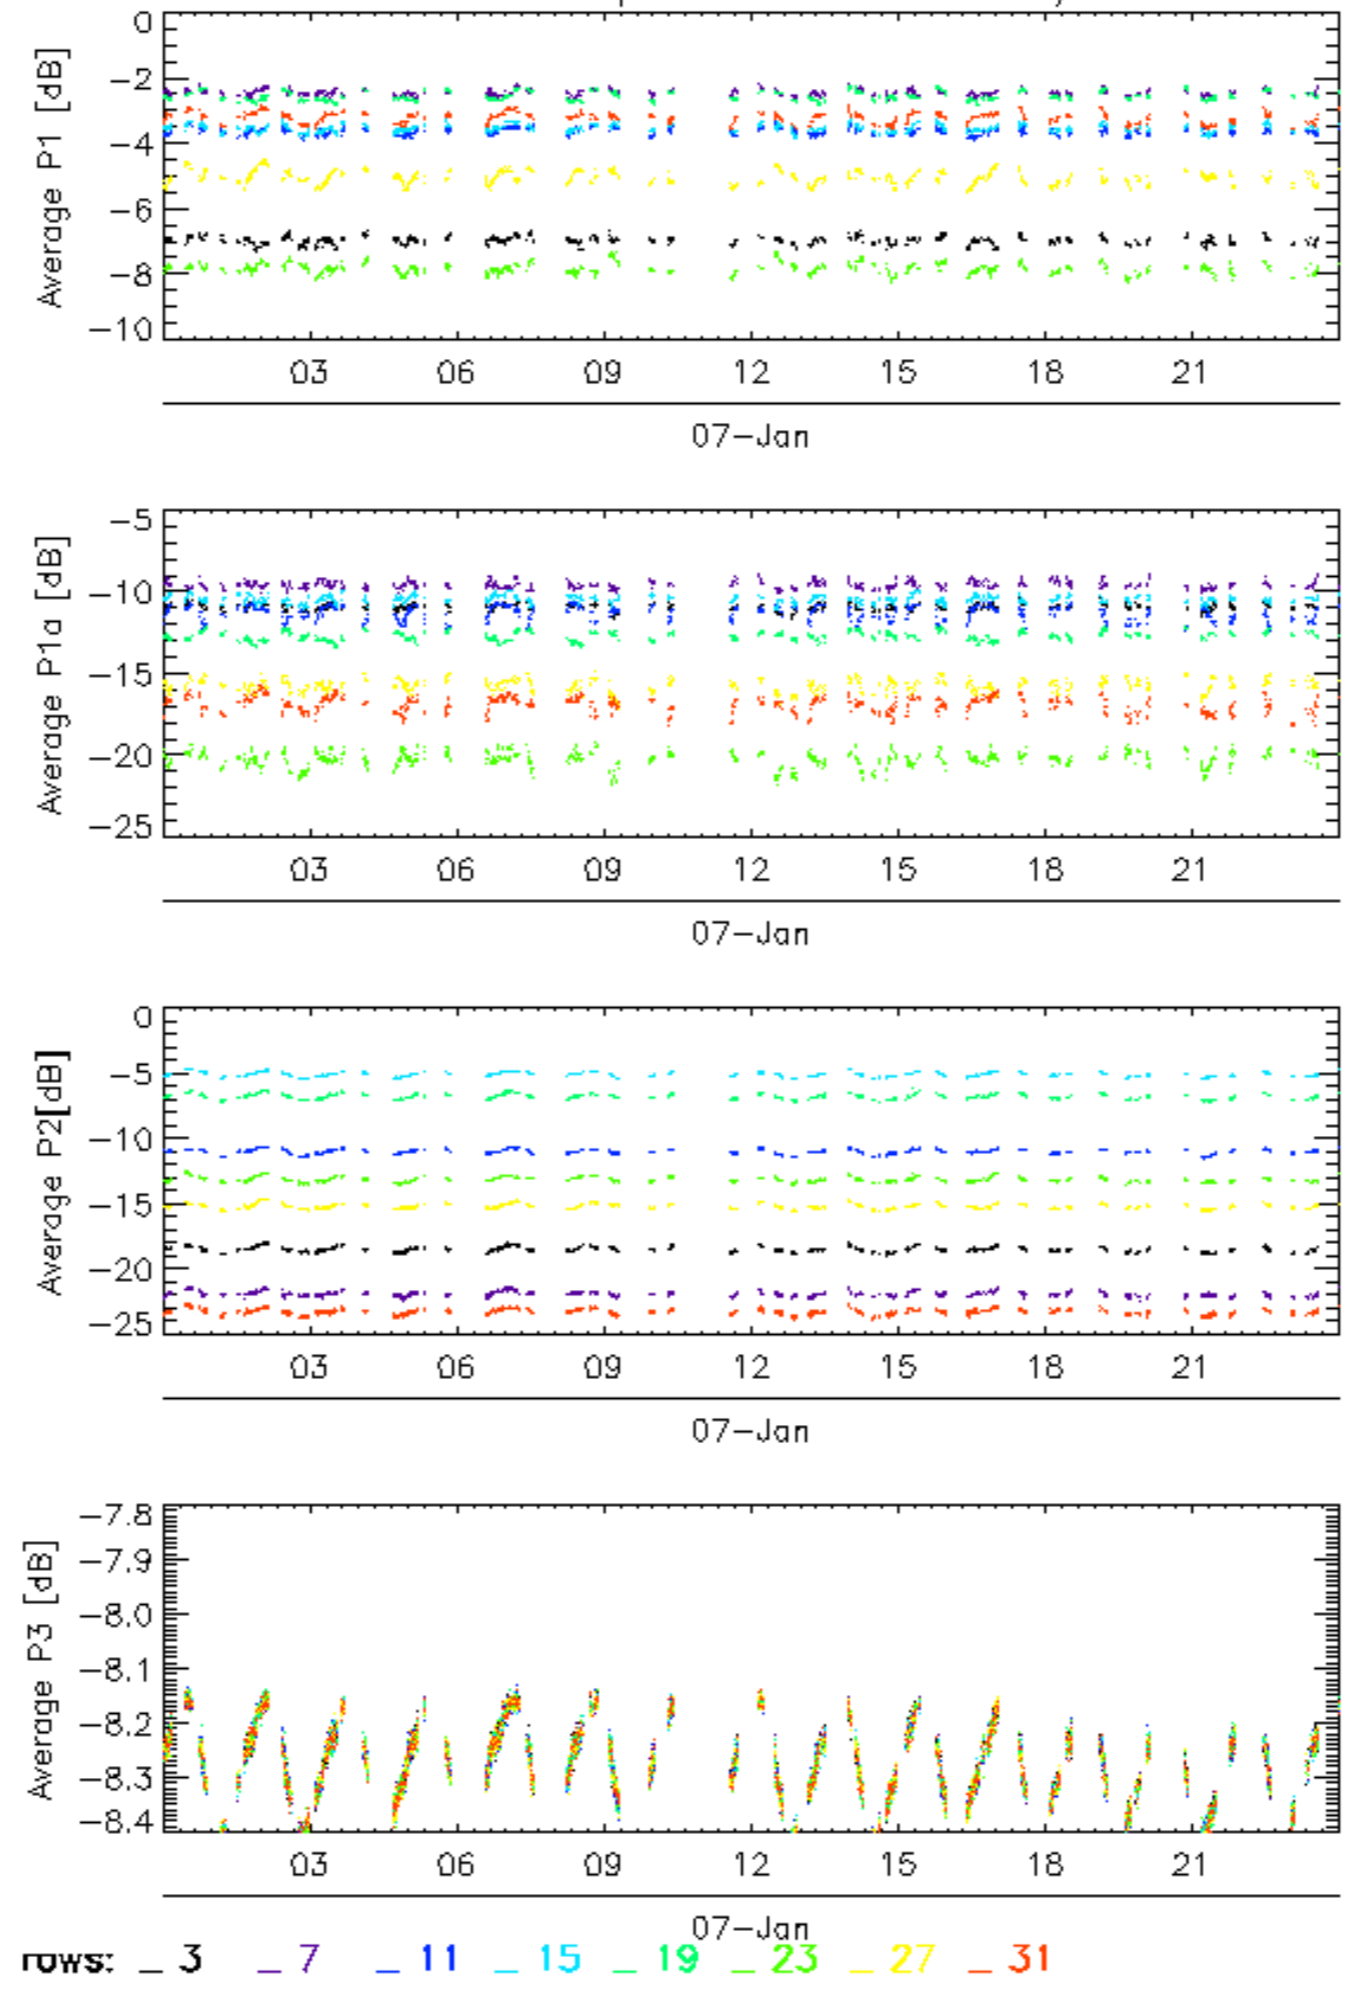 Average P1 [dB]
0
−2
−4
−6
−8
−10
03 06 09 12 15 18 21
07−Jan
Average P1a [dB]
−5
−10
−15
−20
−25
03 06 09 12 15 18 21
07−Jan
Average P2[dB]
0
−5
−10
−15
−20
−25
03 06 09 12 15 18 21
07−Jan
Average P3 [dB]
−7.8
−7.9
−8.0
−8.1
−8.2
−8.3
−8.4
03 06 09 12 15 18 21
07−Jan
rows: _ 3 _ 7 _ 11 _ 15 _ 19 _ 23 _ 27 _ 31